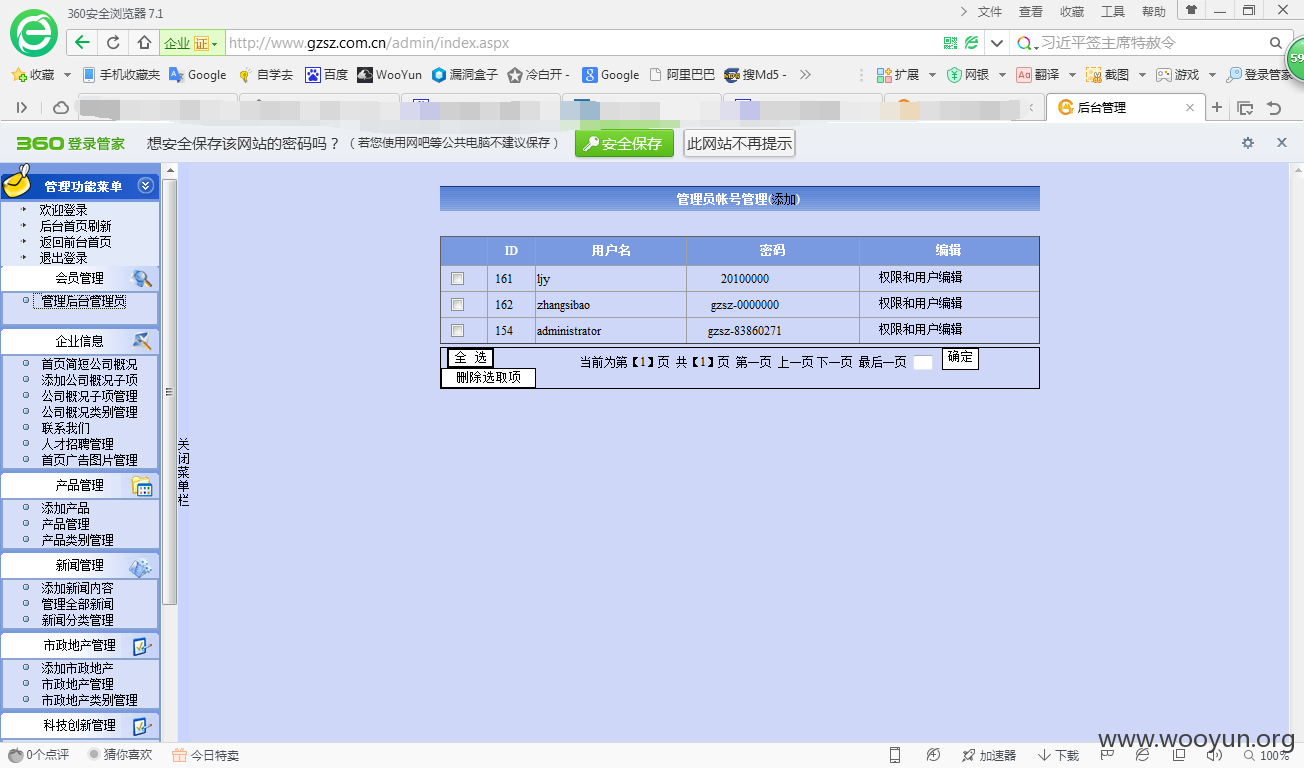 360安全浏览器 7.1
文件 查看 收藏 工具 帮助
企业 证 http://www.gzsz.com.cn/admin/index.aspx 习近平签主席特赦令
59
收藏 手机收藏夹 Google 自学去 百度 WooYun 漏洞盒子 冷白开 - Google 阿里巴巴 搜Md5 - 扩展 网银 翻译 截图 游戏 登录管家
后台管理
360 登录管家 想安全保存该网站的密码吗？（若您使用网吧等公共电脑不建议保存） 安全保存 此网站不再提示
管理功能菜单
欢迎登录
后台首页刷新
返回前台首页
退出登录
会员管理
管理后台管理员
企业信息
首页简短公司概况
添加公司概况子项
公司概况子项管理
公司概况类别管理
联系我们
人才招聘管理
首页广告图片管理
产品管理
添加产品
产品管理
产品类别管理
新闻管理
添加新闻内容
管理全部新闻
新闻分类管理
市政地产管理
添加市政地产
市政地产管理
市政地产类别管理
科技创新管理
关闭菜单栏
管理员帐号管理(添加)
ID 用户名 密码 编辑
161 ljy 20100000 权限和用户编辑
162 zhangsibao gzsz-0000000 权限和用户编辑
154 administrator gzsz-83860271 权限和用户编辑
全 选 当前为第【1】页 共【1】页 第一页 上一页 下一页 最后一页 确定
删除选取项
www.wooyun.org
0个点评 猜你喜欢 今日特卖 加速器 下载 100%